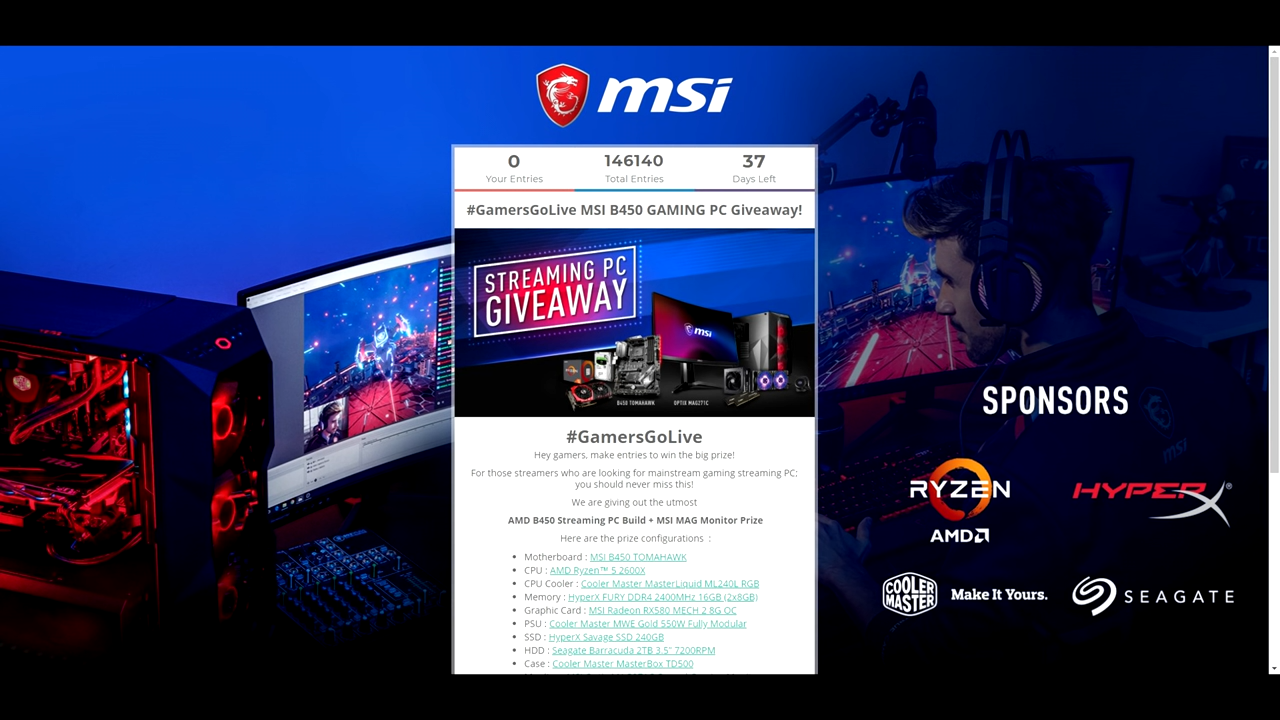 msi
0
Your Entries
146140
Total Entries
37
Days Left
#GamersGoLive MSI B450 GAMING PC Giveaway!
STREAMING PC
GIVEAWAY
msi
B450 TOMAHAWK
OPTIX MAG271C
#GamersGoLive
Hey gamers, make entries to win the big prize!
For those streamers who are looking for mainstream gaming streaming PC;
you should never miss this!
We are giving out the utmost
AMD B450 Streaming PC Build + MSI MAG Monitor Prize
Here are the prize configurations :
• Motherboard : MSI B450 TOMAHAWK
• CPU : AMD Ryzen™ 5 2600X
• CPU Cooler : Cooler Master MasterLiquid ML240L RGB
• Memory : HyperX FURY DDR4 2400MHz 16GB (2x8GB)
• Graphic Card : MSI Radeon RX580 MECH 2 8G OC
• PSU : Cooler Master MWE Gold 550W Fully Modular
• SSD : HyperX Savage SSD 240GB
• HDD : Seagate Barracuda 2TB 3.5" 7200RPM
• Case : Cooler Master MasterBox TD500
SPONSORS
RYZEN
AMD
HYPERX®
COOLER
MASTER
Make It Yours.
SEAGATE
msi